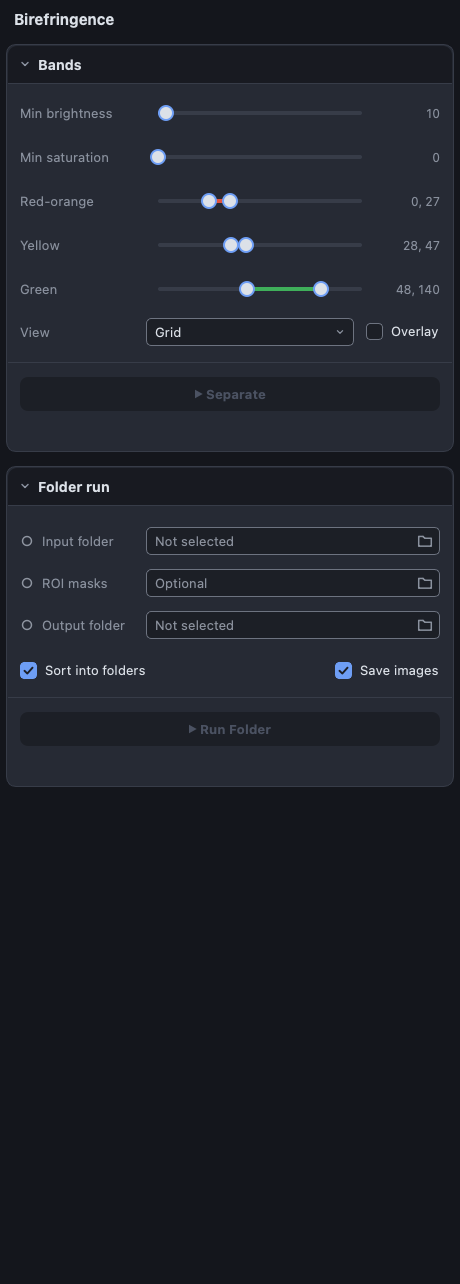 Birefringence
Bands
Min brightness 10
Min saturation 0
Red-orange 0, 27
Yellow 28, 47
Green 48, 140
View Grid Overlay
Separate
Folder run
Input folder Not selected
ROI masks Optional
Output folder Not selected
Sort into folders Save images
Run Folder